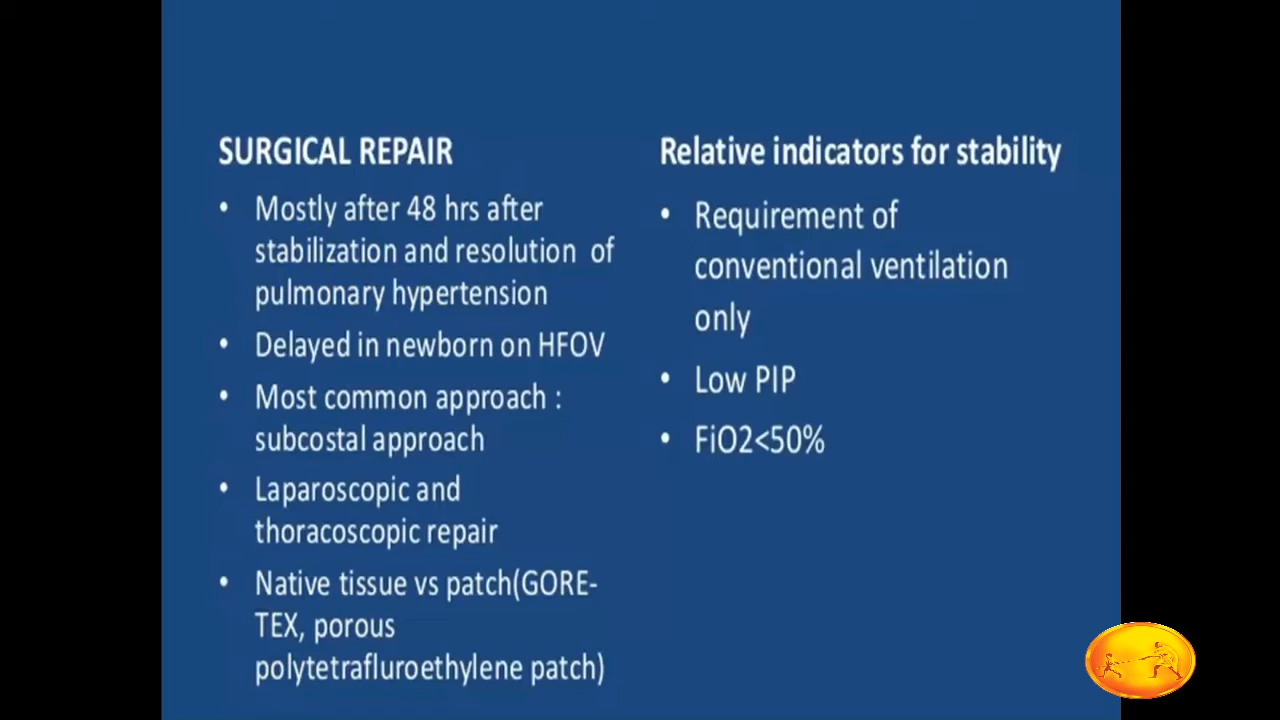 SURGICAL REPAIR
• Mostly after 48 hrs after
stabilization and resolution of
pulmonary hypertension
• Delayed in newborn on HFOV
• Most common approach :
subcostal approach
• Laparoscopic and
thoracoscopic repair
• Native tissue vs patch(GORE-
TEX, porous
polytetrafluroethylene patch)
Relative indicators for stability
• Requirement of
conventional ventilation
only
• Low PIP
• FiO2<50%